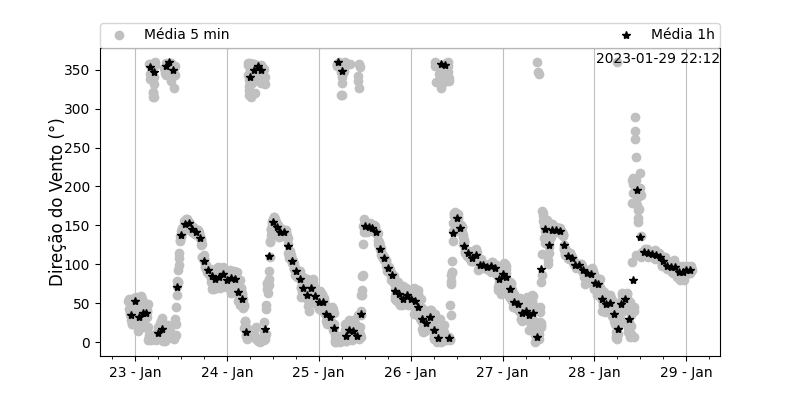 Média 5 min
Média 1h
2023-01-29 22:12
Direção do Vento (°)
350
300
250
200
150
100
50
0
23 - Jan
24 - Jan
25 - Jan
26 - Jan
27 - Jan
28 - Jan
29 - Jan